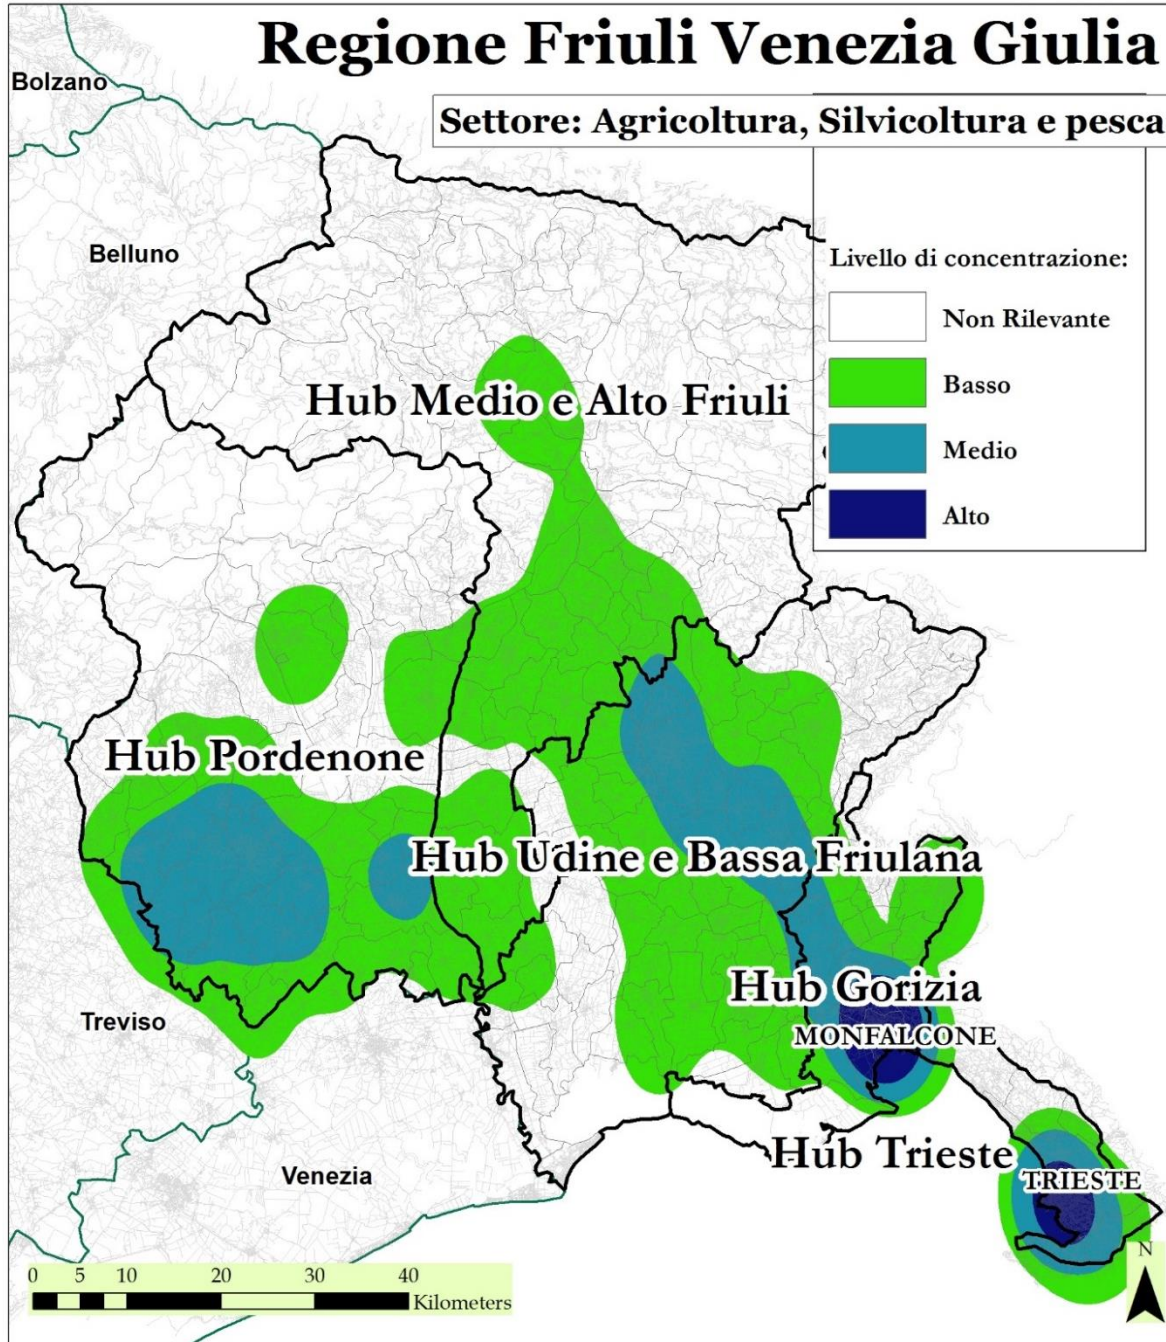 Regione Friuli Venezia Giulia
Settore: Agricoltura, Silvicoltura e pesca
Bolzano
Belluno
Livello di concentrazione:
Non Rilevante
Basso
Medio
Alto
Hub Medio e Alto Friuli
Hub Pordenone
Hub Udine e Bassa Friulana
Hub Gorizia
MONFALCONE
Treviso
Hub Trieste
TRIESTE
Venezia
N
0 5 10 20 30 40
Kilometers